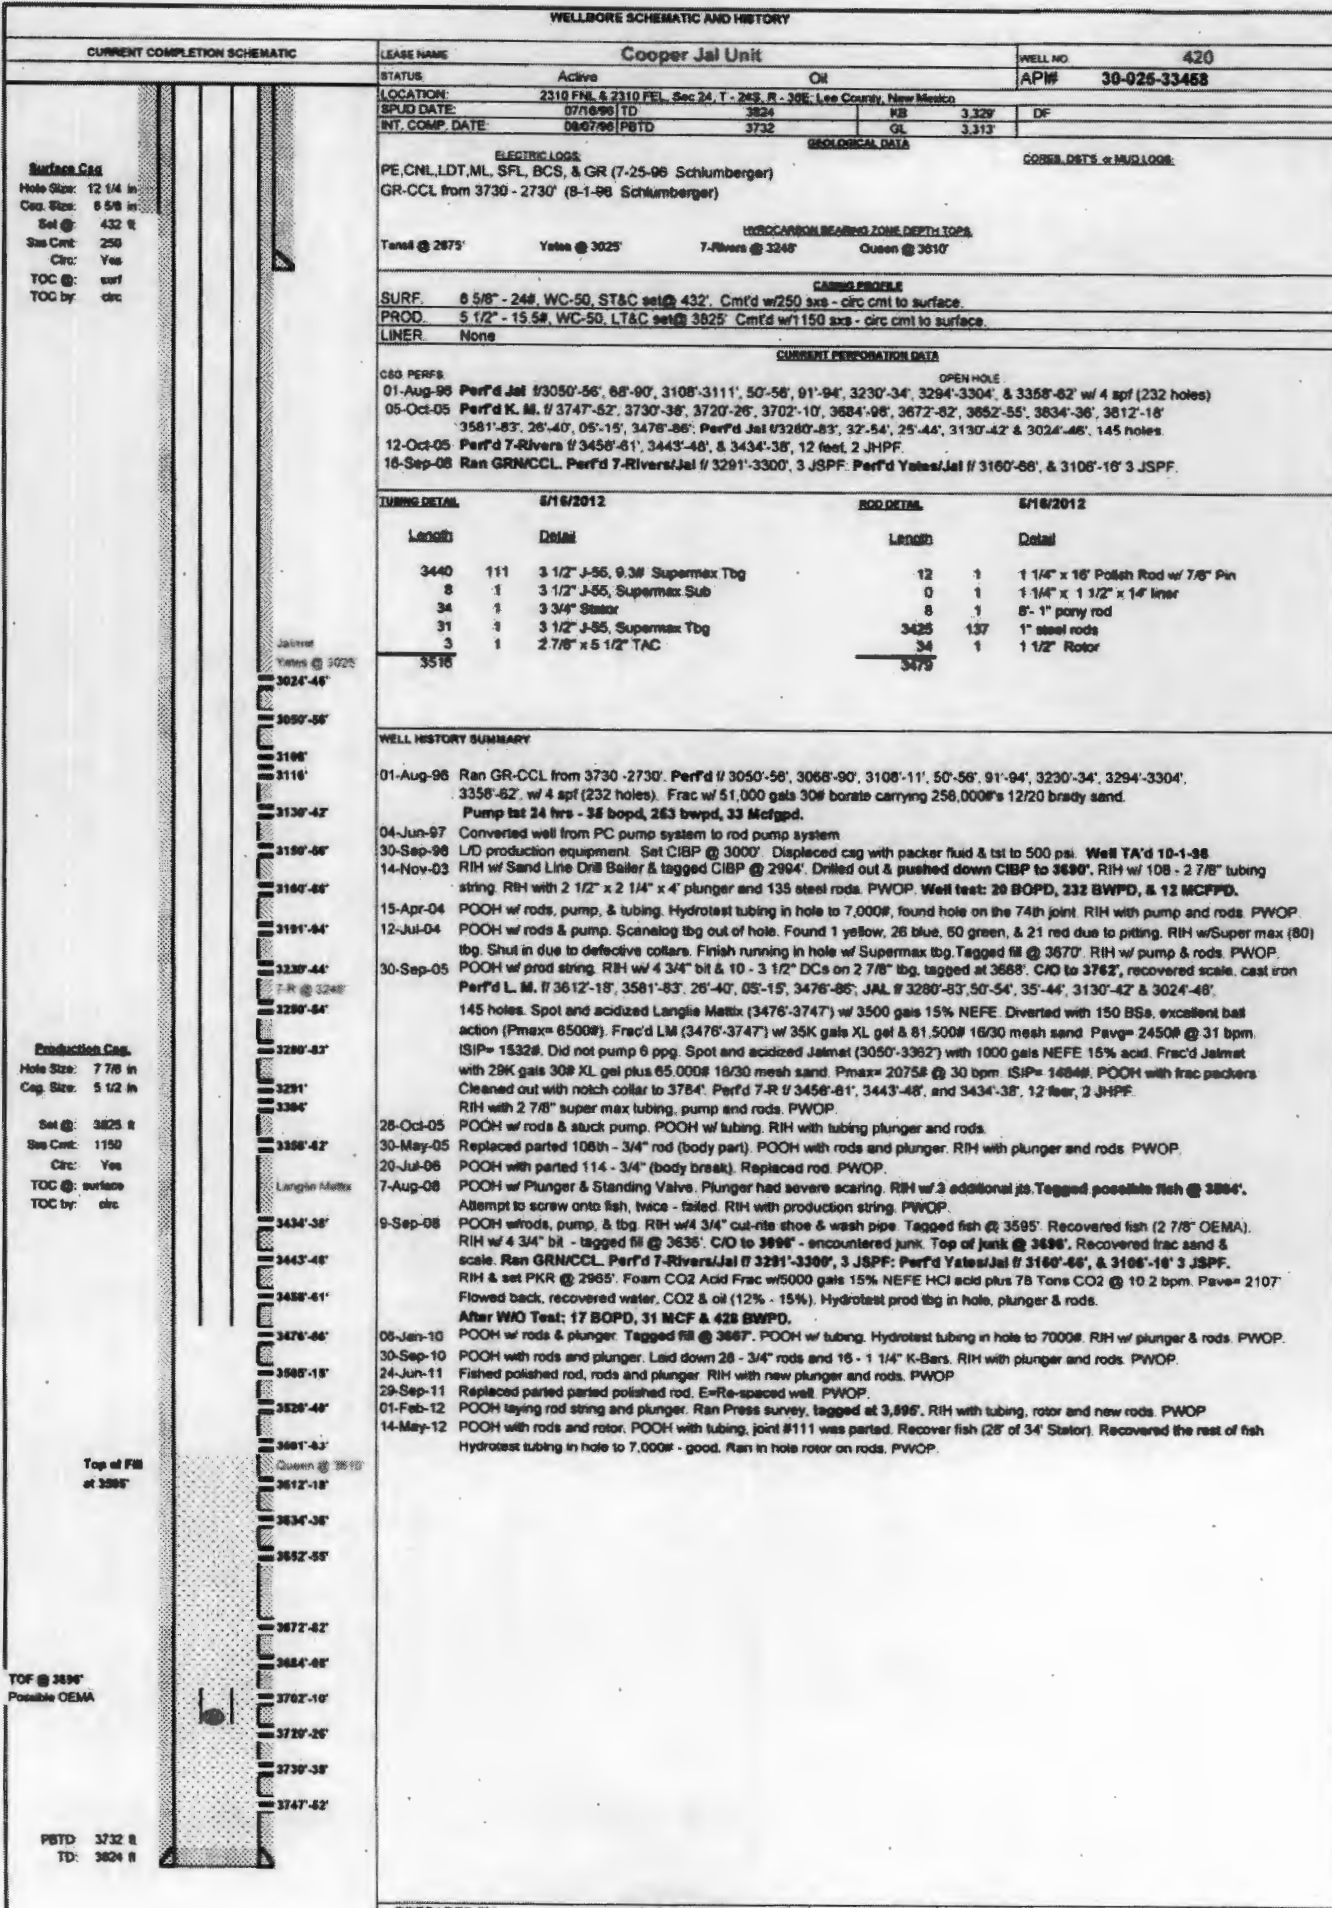 WELLBORE SCHEMATIC AND HISTORY
CURRENT COMPLETION SCHEMATIC
LEASE NAME Cooper Jal Unit WELL NO. 420
STATUS: Active Oil API# 30-025-33458
LOCATION: 2310 FNL & 2310 FEL, Sec 24, T - 24S, R - 36E; Lee County, New Mexico
SPUD DATE: 07/18/96 TD 3824 KB 3,329' DF
INT. COMP. DATE: 08/07/96 PBTD 3732 GL 3,313'
GEOLOGICAL DATA
ELECTRIC LOGS: CORES, DST'S or MUD LOGS:
PE,CNL,LDT,ML, SFL, BCS, & GR (7-25-96 Schlumberger)
GR-CCL from 3730 - 2730' (8-1-96 Schlumberger)
HYDROCARBON BEARING ZONE DEPTH TOPS
Tansil @ 2875' Yates @ 3025' 7-Rivers @ 3248' Queen @ 3610'
CASING PROFILE
SURF. 8 5/8" - 24#, WC-50, ST&C set@ 432'. Cmt'd w/250 sxs - circ cmt to surface.
PROD. 5 1/2" - 15.5#, WC-50, LT&C set@ 3825' Cmt'd w/1150 sxs - circ cmt to surface.
LINER. None
CURRENT PERFORATION DATA
CSG. PERFS. OPEN HOLE
01-Aug-96 Perf'd Jal f/3050'-56', 68'-90', 3108'-3111', 50'-56', 91'-94', 3230'-34', 3294'-3304', & 3358'-62' w/ 4 spf (232 holes)
05-Oct-05 Perf'd K. M. f/ 3747'-52', 3730'-38', 3720'-26', 3702'-10', 3684'-98', 3672'-82', 3652'-55', 3634'-36', 3612'-18'
3581'-83', 26'-40', 05'-15', 3476'-86'; Perf'd Jal f/3280'-83', 32'-54', 25'-44', 3130'-42' & 3024'-46', 145 holes.
12-Oct-05 Perf'd 7-Rivers f/ 3458'-61', 3443'-48', & 3434'-38', 12 feet, 2 JHPF.
16-Sep-08 Ran GRN/CCL. Perf'd 7-Rivers/Jal f/ 3291'-3300', 3 JSPF: Perf'd Yates/Jal f/ 3160'-66', & 3106'-16' 3 JSPF.
TUBING DETAIL 5/16/2012 ROD DETAIL 5/16/2012
Length Detail Length Detail
3440 111 3 1/2" J-55, 9.3# Supermax Tbg 12 1 1 1/4" x 16' Polish Rod w/ 7/8" Pin
8 1 3 1/2" J-55, Supermax Sub 0 1 1 1/4" x 1 1/2" x 14' liner
34 1 3 3/4" Stator 8 1 8'- 1" pony rod
31 1 3 1/2" J-55, Supermax Tbg 3425 137 1" steel rods
3 1 2 7/8" x 5 1/2" TAC 34 1 1 1/2" Rotor
3516 3479
WELL HISTORY SUMMARY
01-Aug-96 Ran GR-CCL from 3730 -2730'. Perf'd f/ 3050'-56', 3068'-90', 3108'-11', 50'-56', 91'-94', 3230'-34', 3294'-3304',
3358'-62', w/ 4 spf (232 holes). Frac w/ 51,000 gals 30# borate carrying 256,000#'s 12/20 brady sand.
Pump tst 24 hrs - 35 bopd, 263 bwpd, 33 Mcfgpd.
04-Jun-97 Converted well from PC pump system to rod pump system
30-Sep-98 L/D production equipment. Set CIBP @ 3000'. Displaced csg with packer fluid & tst to 500 psi. Well TA'd 10-1-98
14-Nov-03 RIH w/ Sand Line Drill Bailer & tagged CIBP @ 2994'. Drilled out & pushed down CIBP to 3690'. RIH w/ 108 - 2 7/8" tubing
string. RIH with 2 1/2" x 2 1/4" x 4' plunger and 135 steel rods. PWOP. Well test: 20 BOPD, 232 BWPD, & 12 MCFPD.
15-Apr-04 POOH w/ rods, pump, & tubing. Hydrotest tubing in hole to 7,000#, found hole on the 74th joint. RIH with pump and rods. PWOP.
12-Jul-04 POOH w/ rods & pump. Scanalog tbg out of hole. Found 1 yellow, 26 blue, 60 green, & 21 red due to pitting. RIH w/Super max (80)
tbg. Shut in due to defective collars. Finish running in hole w/ Supermax tbg.Tagged fill @ 3670'. RIH w/ pump & rods. PWOP.
30-Sep-05 POOH w/ prod string. RIH w/ 4 3/4" bit & 10 - 3 1/2" DCs on 2 7/8" tbg, tagged at 3668'. C/O to 3762', recovered scale, cast iron
Perf'd L. M. f/ 3612'-18', 3581'-83', 26'-40', 05'-15', 3476'-86'; JAL f/ 3280'-83',50'-54', 35'-44', 3130'-42' & 3024'-46',
145 holes. Spot and acidized Langlie Mattix (3476'-3747') w/ 3500 gals 15% NEFE. Diverted with 150 BSs, excellent ball
action (Pmax= 6500#). Frac'd LM (3476'-3747') w/ 35K gals XL gel & 81,500# 16/30 mesh sand. Pavg= 2450# @ 31 bpm.
ISIP= 1532#. Did not pump 6 ppg. Spot and acidized Jalmat (3050'-3362') with 1000 gals NEFE 15% acid. Frac'd Jalmat
with 29K gals 30# XL gel plus 65,000# 16/30 mesh sand. Pmax= 2075# @ 30 bpm. ISIP= 1484#. POOH with frac packers
Cleaned out with notch collar to 3764'. Perf'd 7-R f/ 3458'-61', 3443'-48', and 3434'-38', 12 feer, 2 JHPF.
RIH with 2 7/8" super max tubing, pump and rods. PWOP.
28-Oct-05 POOH w/ rods & stuck pump. POOH w/ tubing. RIH with tubing plunger and rods.
30-May-05 Replaced parted 106th - 3/4" rod (body part). POOH with rods and plunger. RIH with plunger and rods. PWOP.
20-Jul-06 POOH with parted 114 - 3/4" (body break). Replaced rod. PWOP.
7-Aug-08 POOH w/ Plunger & Standing Valve. Plunger had severe scaring. RIH w/ 3 additional jts.Tagged possible fish @ 3584'.
Attempt to screw onto fish, twice - failed. RIH with production string. PWOP.
9-Sep-08 POOH w/rods, pump, & tbg. RIH w/4 3/4" cut-rite shoe & wash pipe. Tagged fish @ 3595'. Recovered fish (2 7/8" OEMA).
RIH w/ 4 3/4" bit - tagged fill @ 3636'. C/O to 3696' - encountered junk. Top of junk @ 3696'. Recovered frac sand &
scale. Ran GRN/CCL. Perf'd 7-Rivers/Jal f/ 3291'-3300', 3 JSPF: Perf'd Yates/Jal f/ 3160'-66', & 3106'-16' 3 JSPF.
RIH & set PKR @ 2965'. Foam CO2 Acid Frac w/5000 gals 15% NEFE HCl acid plus 78 Tons CO2 @ 10.2 bpm. Pave= 2107'
Flowed back, recovered water, CO2 & oil (12% - 15%). Hydrotest prod tbg in hole, plunger & rods.
After W/O Test: 17 BOPD, 31 MCF & 428 BWPD.
06-Jan-10 POOH w/ rods & plunger. Tagged fill @ 3667'. POOH w/ tubing. Hydrotest tubing in hole to 7000#. RIH w/ plunger & rods. PWOP.
30-Sep-10 POOH with rods and plunger. Laid down 28 - 3/4" rods and 16 - 1 1/4" K-Bars. RIH with plunger and rods. PWOP.
24-Jun-11 Fished polished rod, rods and plunger. RIH with new plunger and rods. PWOP
29-Sep-11 Replaced parted parted polished rod. E=Re-spaced well. PWOP.
01-Feb-12 POOH laying rod string and plunger. Ran Press survey, tagged at 3,595'. RIH with tubing, rotor and new rods. PWOP
14-May-12 POOH with rods and rotor. POOH with tubing, joint #111 was parted. Recover fish (28' of 34' Stator). Recovered the rest of fish
Hydrotest tubing in hole to 7,000# - good. Ran in hole rotor on rods. PWOP.
Surface Csg
Hole Size: 12 1/4 in
Csg. Size: 8 5/8 in
Set @: 432 ft
Sxs Cmt: 250
Circ: Yes
TOC @: surf
TOC by: circ
Jalmat
Yates @ 3025'
3024'-46'
3050'-56'
3106'
3116'
3130'-42'
3150'-56'
3160'-66'
3191'-94'
3230'-44'
7-R @ 3248'
3250'-54'
3280'-83'
3291'
3304'
3358'-62'
Langlie Mattix
3434'-38'
3443'-48'
3458'-61'
3476'-86'
3505'-15'
3526'-40'
3581'-83'
Queen @ 3610'
3612'-18'
3634'-36'
3652'-55'
3672'-82'
3684'-98'
3702'-10'
3720'-26'
3730'-38'
3747'-52'
Production Csg.
Hole Size: 7 7/8 in
Csg. Size: 5 1/2 in
Set @: 3825 ft
Sxs Cmt: 1150
Circ: Yes
TOC @: surface
TOC by: circ
Top of Fill
at 3595'
TOF @ 3696'
Possible OEMA
PBTD: 3732 ft
TD: 3824 ft